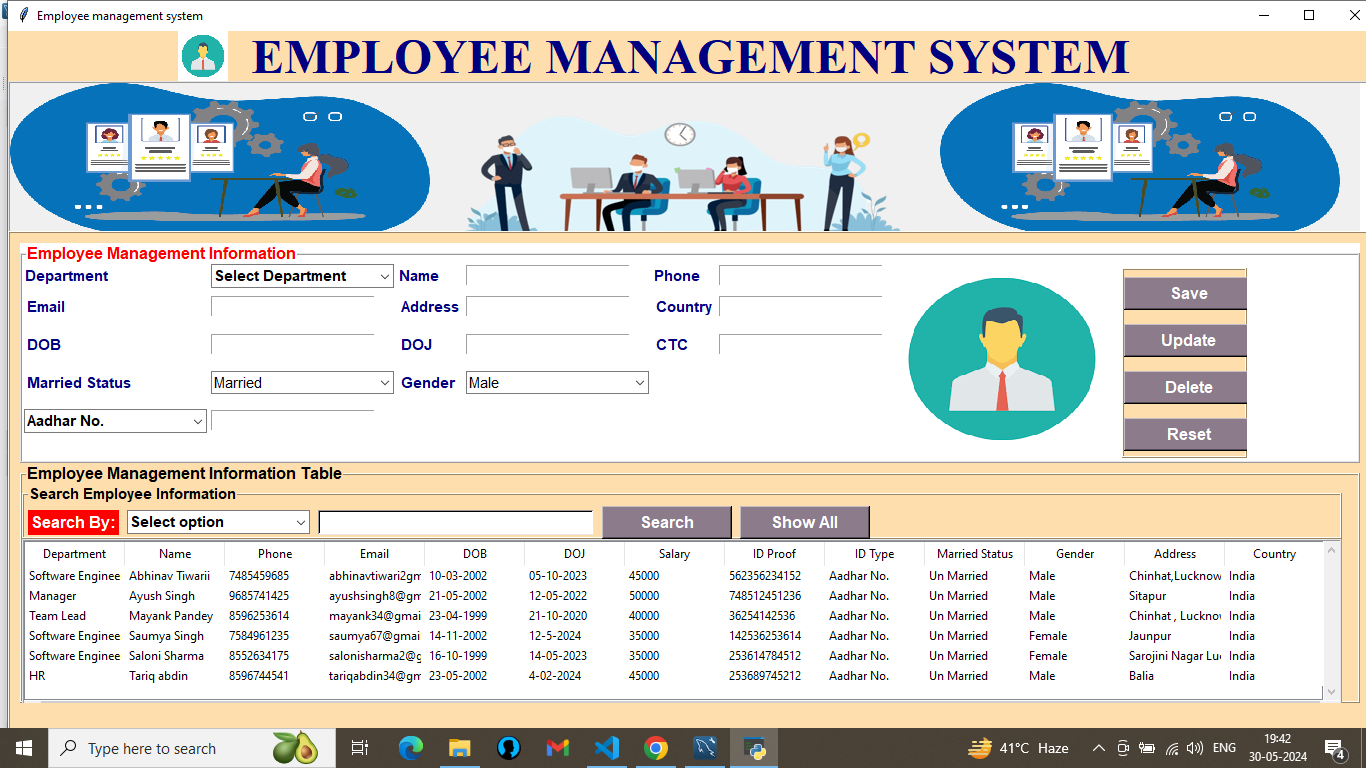 Employee management system
EMPLOYEE MANAGEMENT SYSTEM
Employee Management Information
Department Select Department Name Phone
Email Address Country
DOB DOJ CTC
Married Status Married Gender Male
Aadhar No.
Save
Update
Delete
Reset
Employee Management Information Table
Search Employee Information
Search By: Select option Search Show All
Department Name Phone Email DOB DOJ Salary ID Proof ID Type Married Status Gender Address Country
Software Enginee Abhinav Tiwarii 7485459685 abhinavtiwari2gm 10-03-2002 05-10-2023 45000 562356234152 Aadhar No. Un Married Male Chinhat,Lucknow India
Manager Ayush Singh 9685741425 ayushsingh8@gm 21-05-2002 12-05-2022 50000 748512451236 Aadhar No. Un Married Male Sitapur India
Team Lead Mayank Pandey 8596253614 mayank34@gmai 23-04-1999 21-10-2020 40000 36254142536 Aadhar No. Un Married Male Chinhat , Lucknow India
Software Enginee Saumya Singh 7584961235 saumya67@gmai 14-11-2002 12-5-2024 35000 142536253614 Aadhar No. Un Married Female Jaunpur India
Software Enginee Saloni Sharma 8552634175 salonisharma2@g 16-10-1999 14-05-2023 35000 253614784512 Aadhar No. Un Married Female Sarojini Nagar Lu India
HR Tariq abdin 8596744541 tariqabdin34@gm 23-05-2002 4-02-2024 45000 253689745212 Aadhar No. Un Married Male Balia India
Type here to search 41°C Haze ENG 19:42
30-05-2024 4